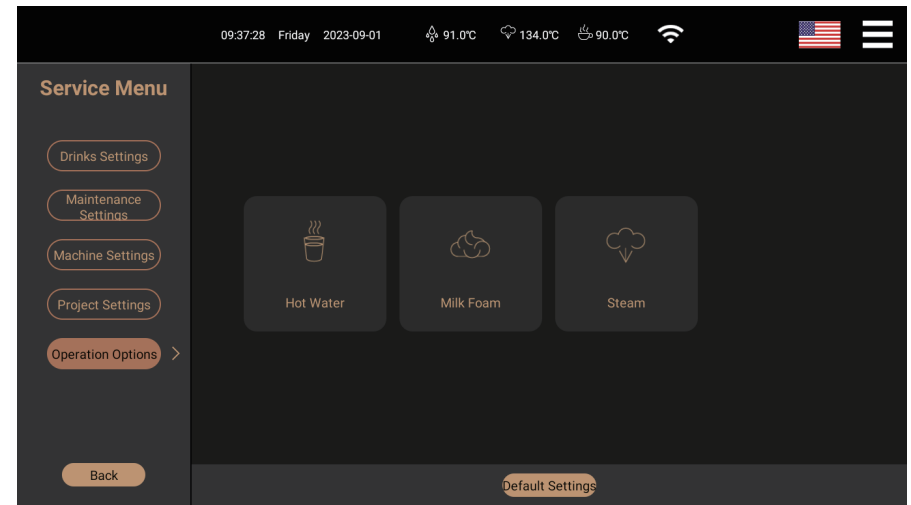 09:37:28 Friday 2023-09-01 91.0℃ 134.0℃ 90.0℃
Service Menu
Drinks Settings
Maintenance
Settings
Machine Settings
Project Settings
Operation Options
Back
Hot Water
Milk Foam
Steam
Default Settings